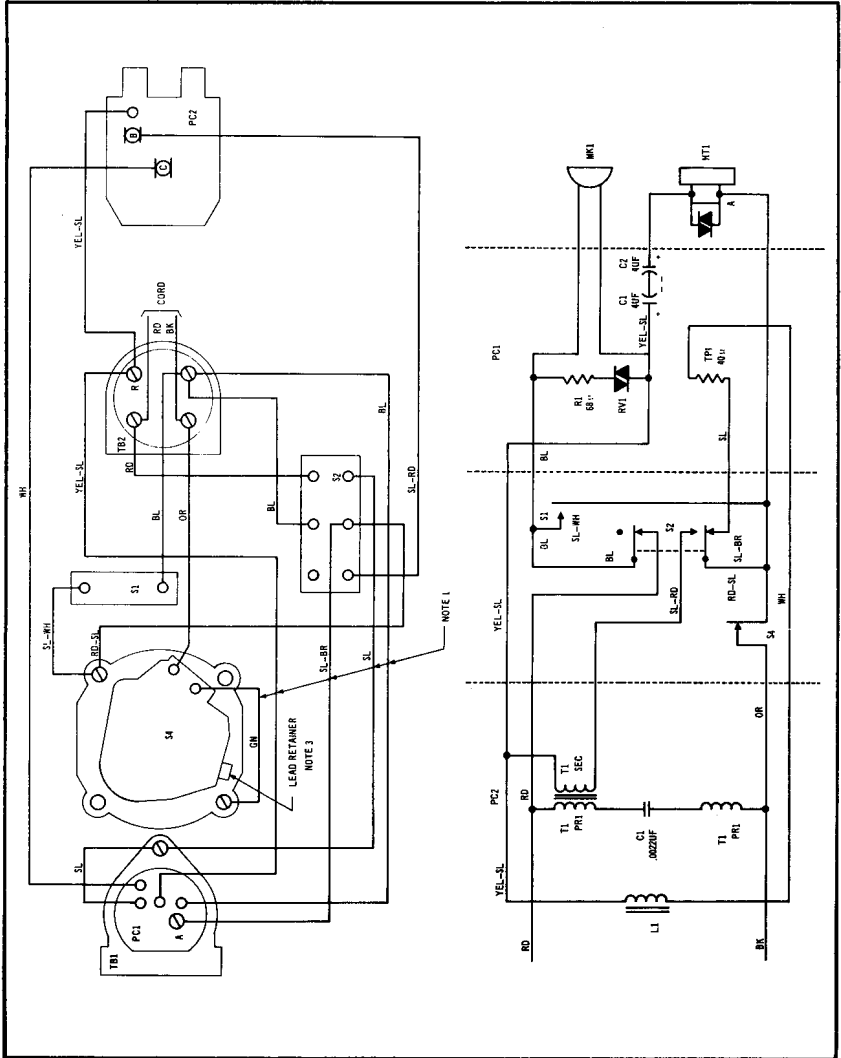 TB1
PC1
A
SL
LEAD RETAINER
NOTE 3
GN
S4
NOTE 1
SL-WH
RD-SL
S1
WH
YEL-SL
BL
OR
SL-BR
SL
RD
TB2
R
CORD
RD
BK
BL
S2
BL
SL-RD
YEL-SL
B
C
PC2
RD
BK
YEL-SL
L1
PC2
RD
T1
SEC
T1
PRI
C1
.0022UF
T1
PRI
OR
YEL-SL
SL-RD
S4
WH
BL
S1
SL-WH
BL
S2
SL-BR
RD-SL
BL
SL
PC1
R1
68Ω
RV1
YEL-SL
TP1
40Ω
C1
4UF
C2
4UF
+
- -
+
MK1
MT1
A